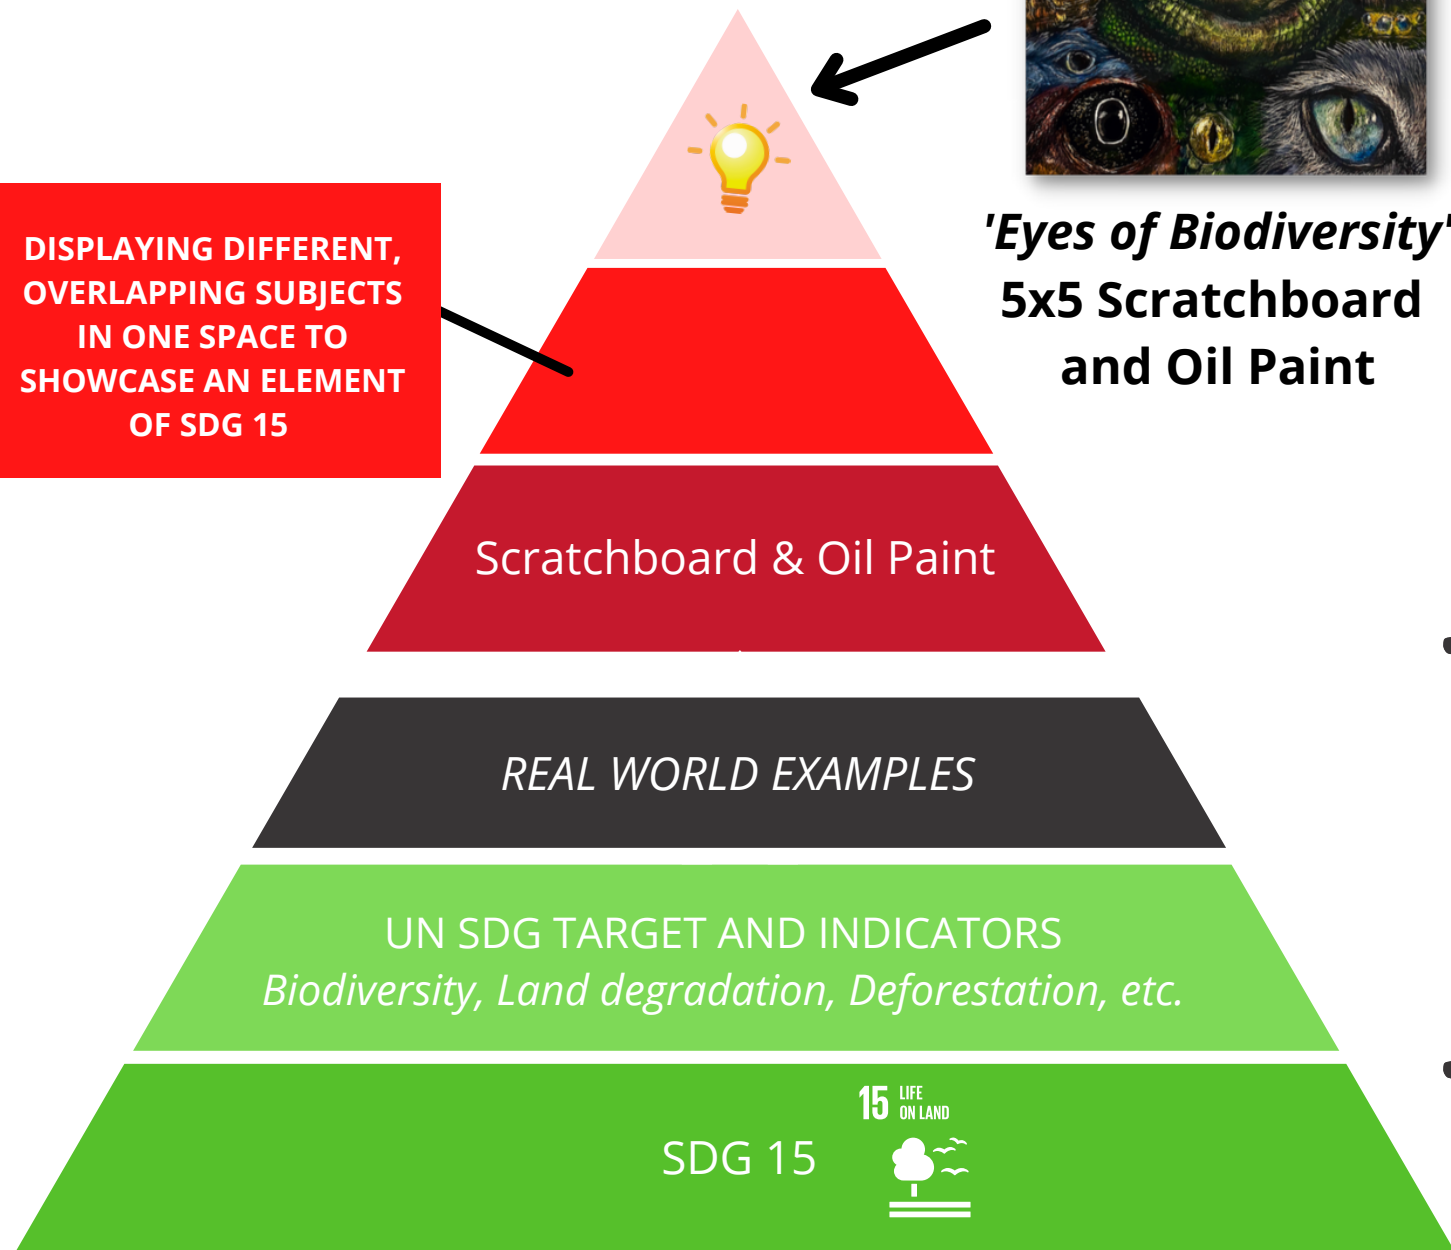 'Eyes of Biodiversity'
5x5 Scratchboard
and Oil Paint
DISPLAYING DIFFERENT,
OVERLAPPING SUBJECTS
IN ONE SPACE TO
SHOWCASE AN ELEMENT
OF SDG 15
Scratchboard & Oil Paint
REAL WORLD EXAMPLES
UN SDG TARGET AND INDICATORS
Biodiversity, Land degradation, Deforestation, etc.
SDG 15
15 LIFE
ON LAND